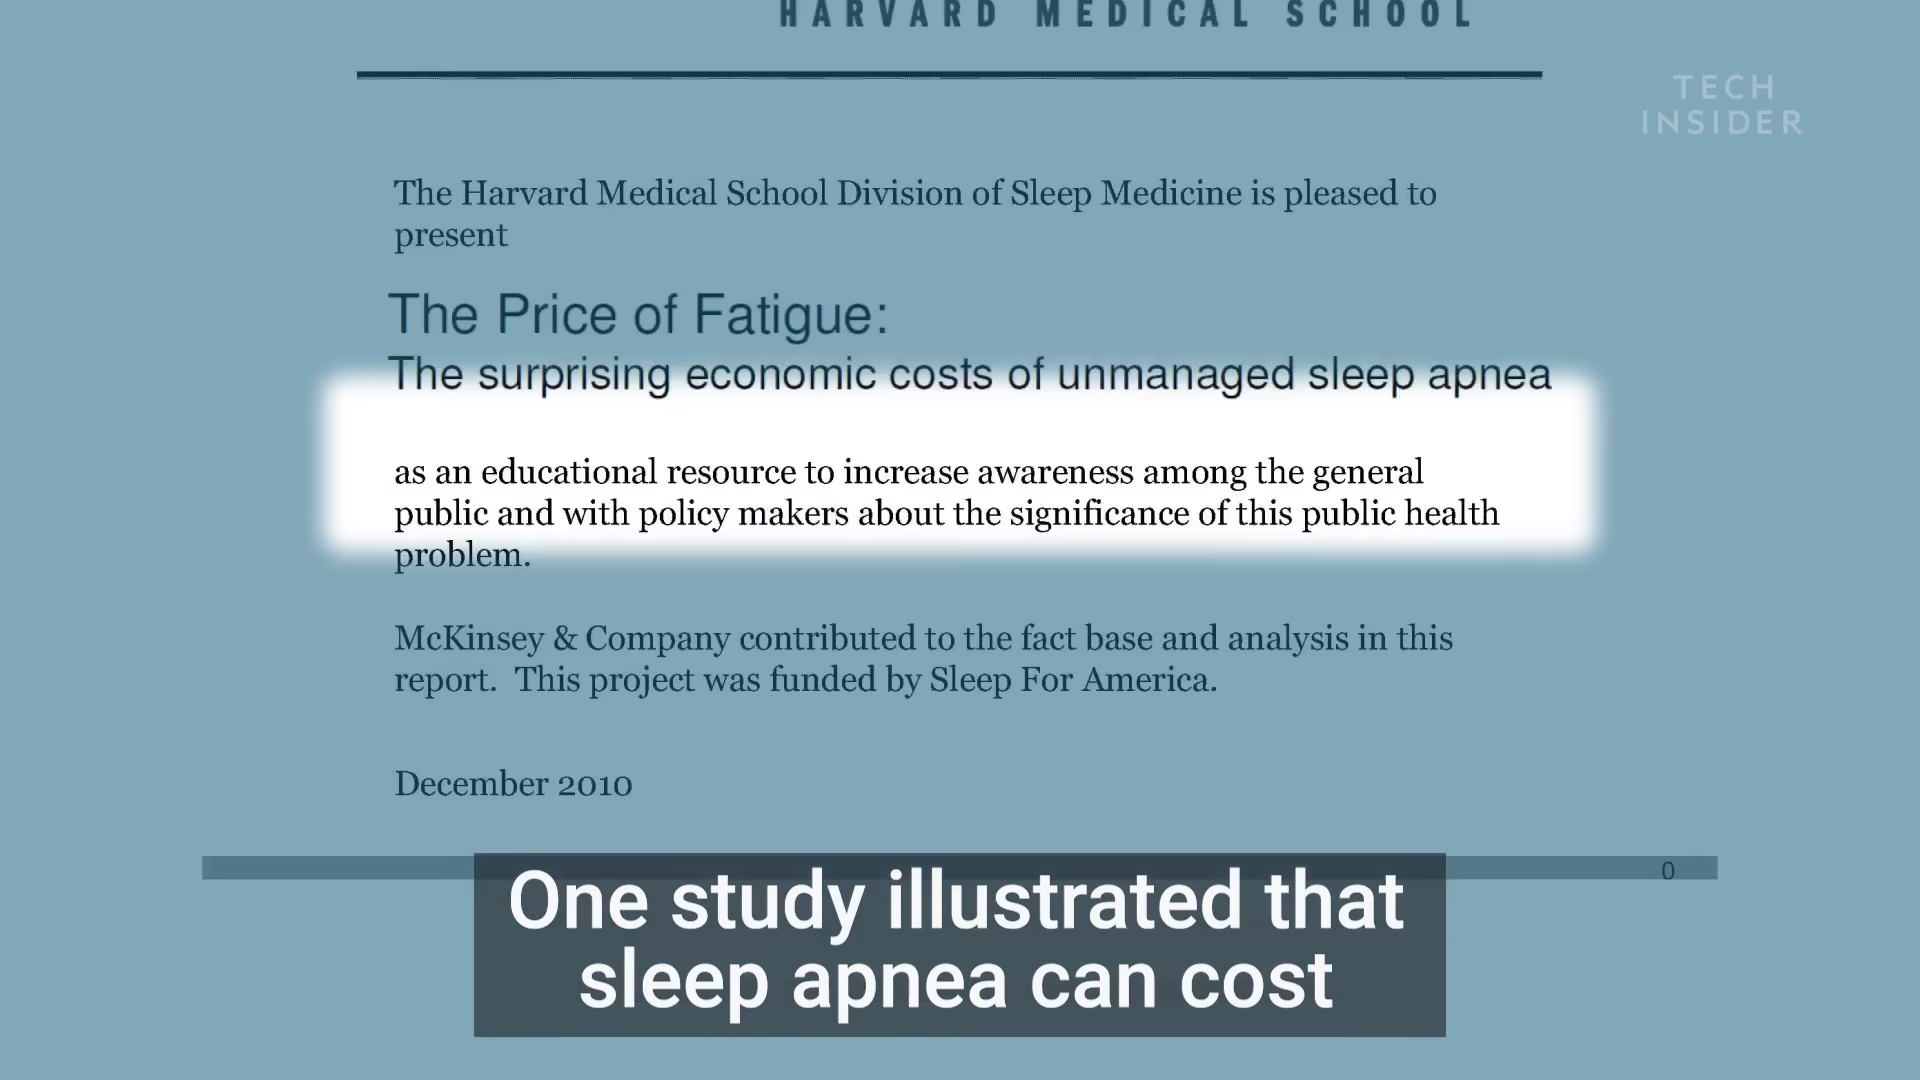 HARVARD MEDICAL SCHOOL
TECH
INSIDER
The Harvard Medical School Division of Sleep Medicine is pleased to
present
The Price of Fatigue:
The surprising economic costs of unmanaged sleep apnea
as an educational resource to increase awareness among the general
public and with policy makers about the significance of this public health
problem.
McKinsey & Company contributed to the fact base and analysis in this
report. This project was funded by Sleep For America.
December 2010
0
One study illustrated that
sleep apnea can cost